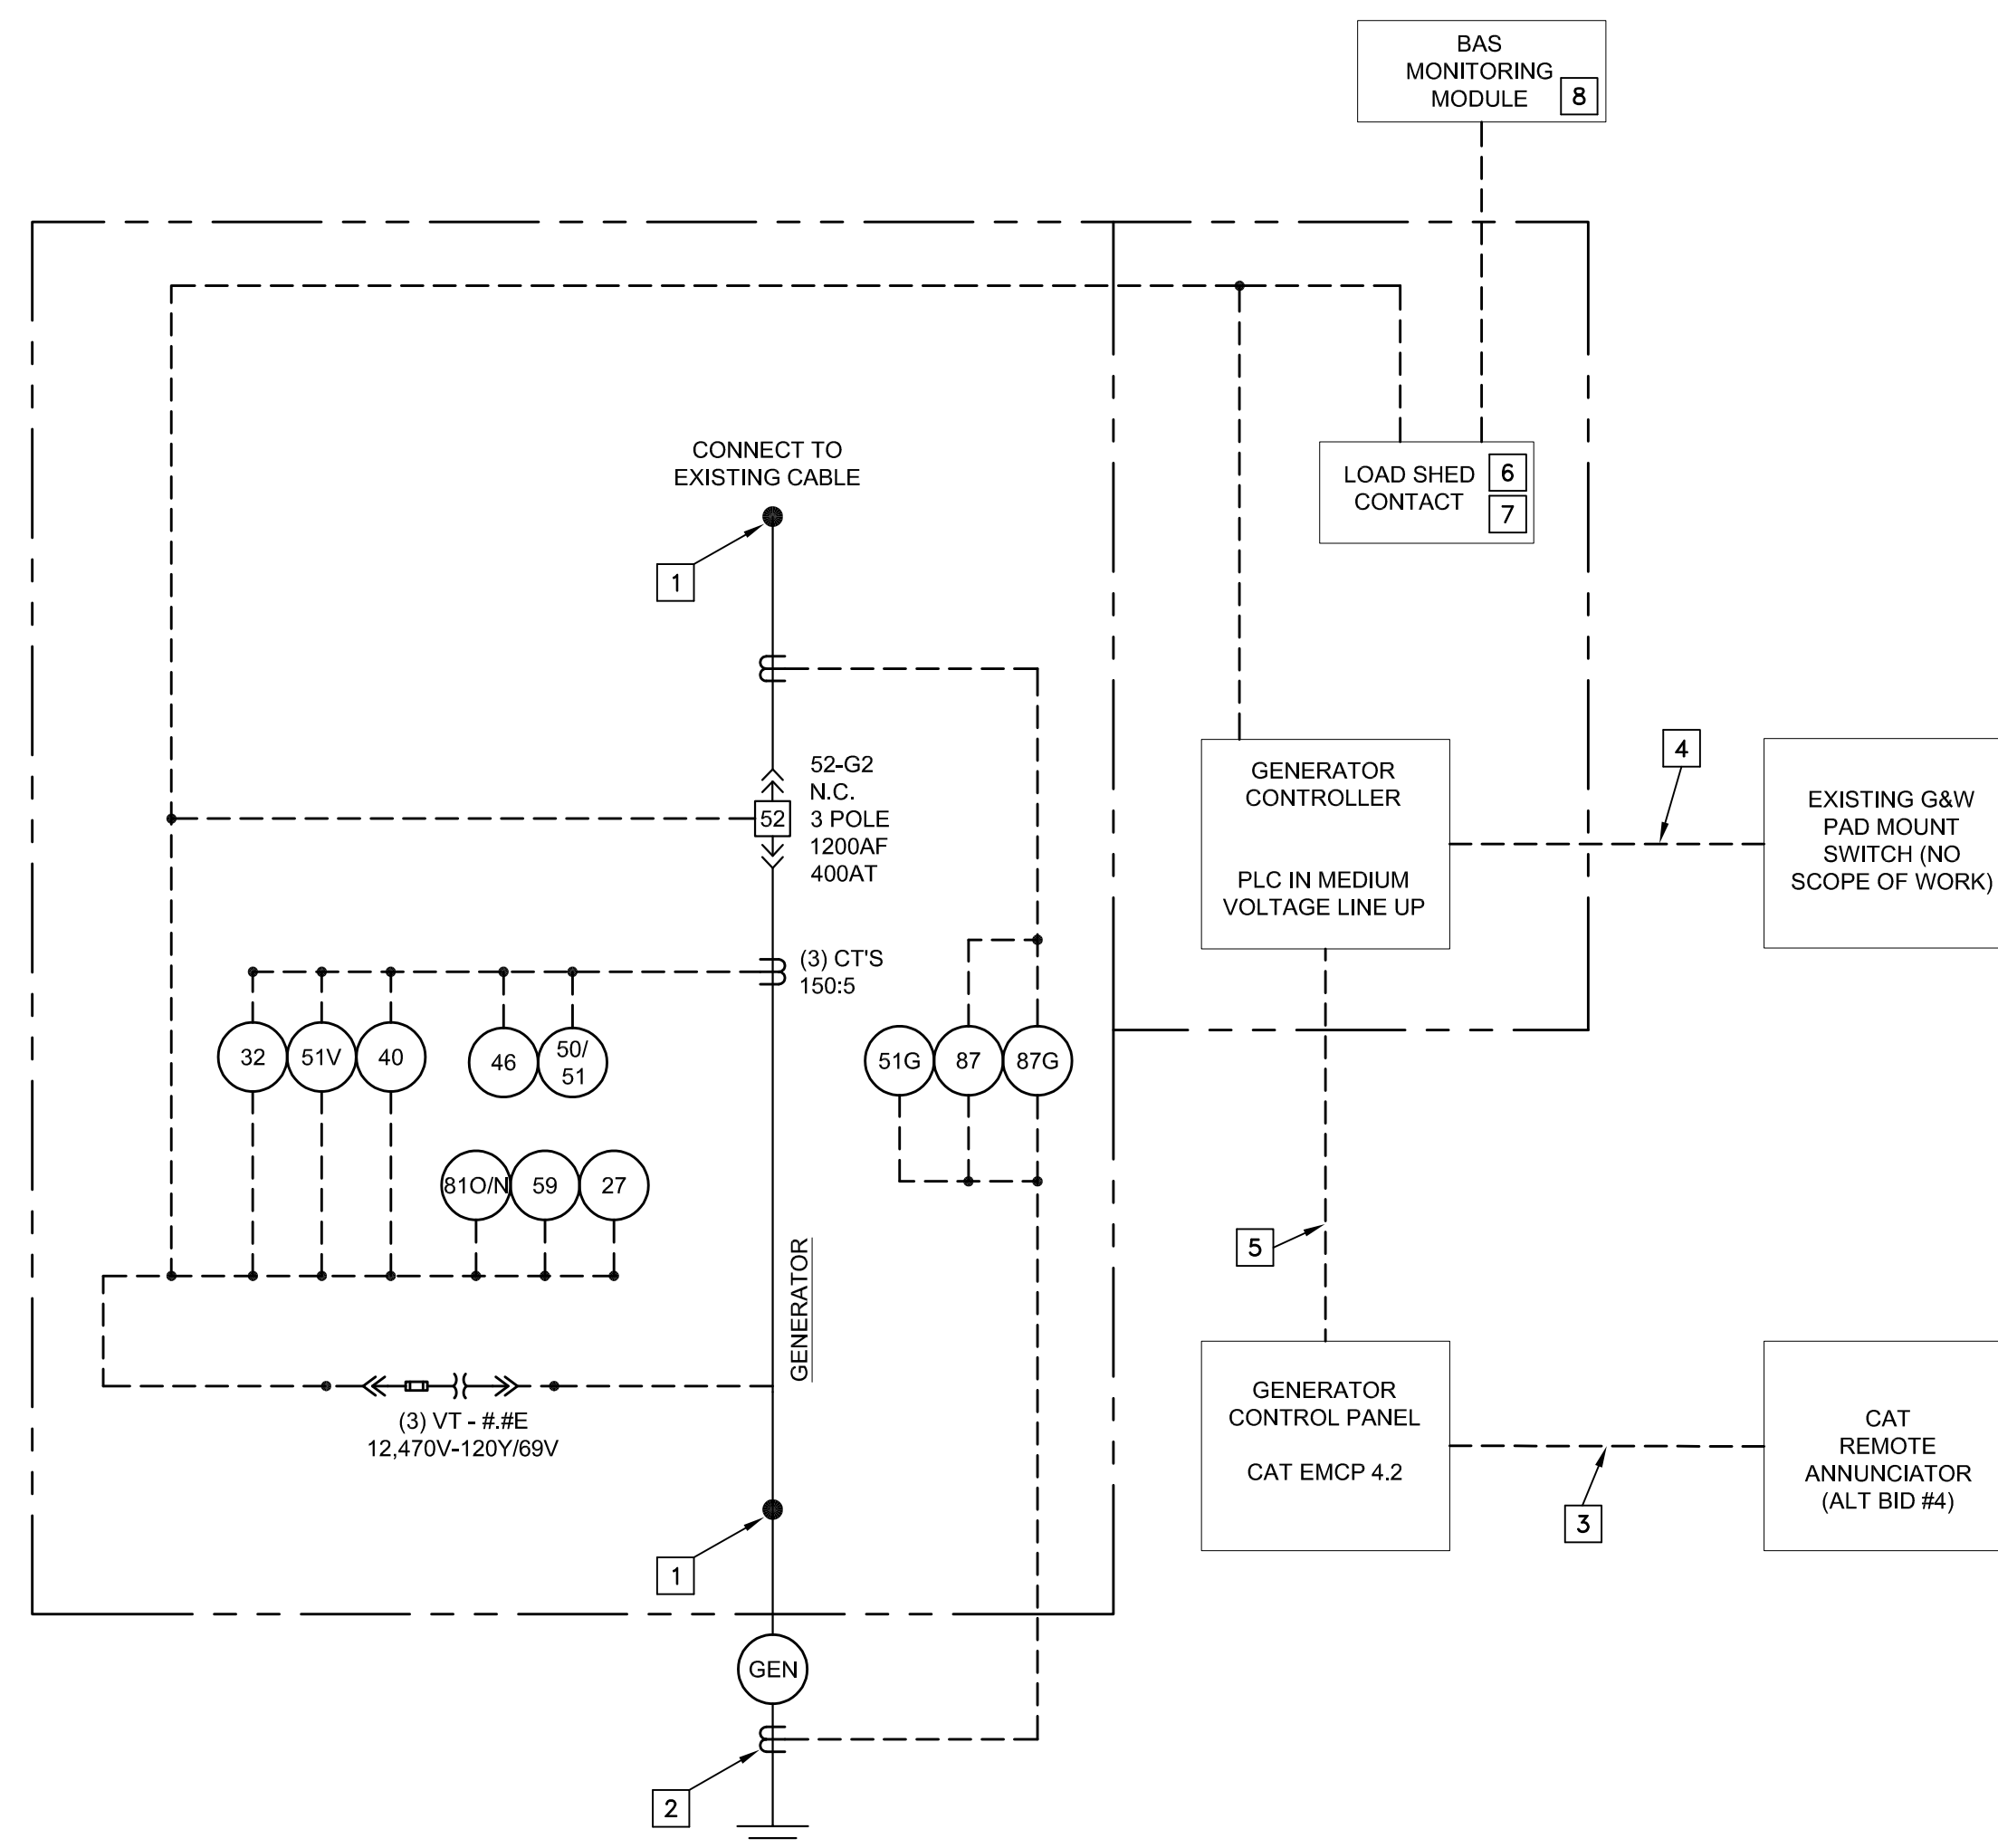 BAS
MONITORING
MODULE
8
CONNECT TO
EXISTING CABLE
1
LOAD SHED
CONTACT
6
7
52-G2
N.C.
3 POLE
1200AF
400AT
52
GENERATOR
CONTROLLER
PLC IN MEDIUM
VOLTAGE LINE UP
4
EXISTING G&W
PAD MOUNT
SWITCH (NO
SCOPE OF WORK)
(3) CT'S
150:5
32
51V
40
46
50/
51
51G
87
87G
81O/N
59
27
GENERATOR
5
(3) VT - #.#E
12,470V-120Y/69V
GENERATOR
CONTROL PANEL
CAT EMCP 4.2
3
CAT
REMOTE
ANNUNCIATOR
(ALT BID #4)
1
GEN
2